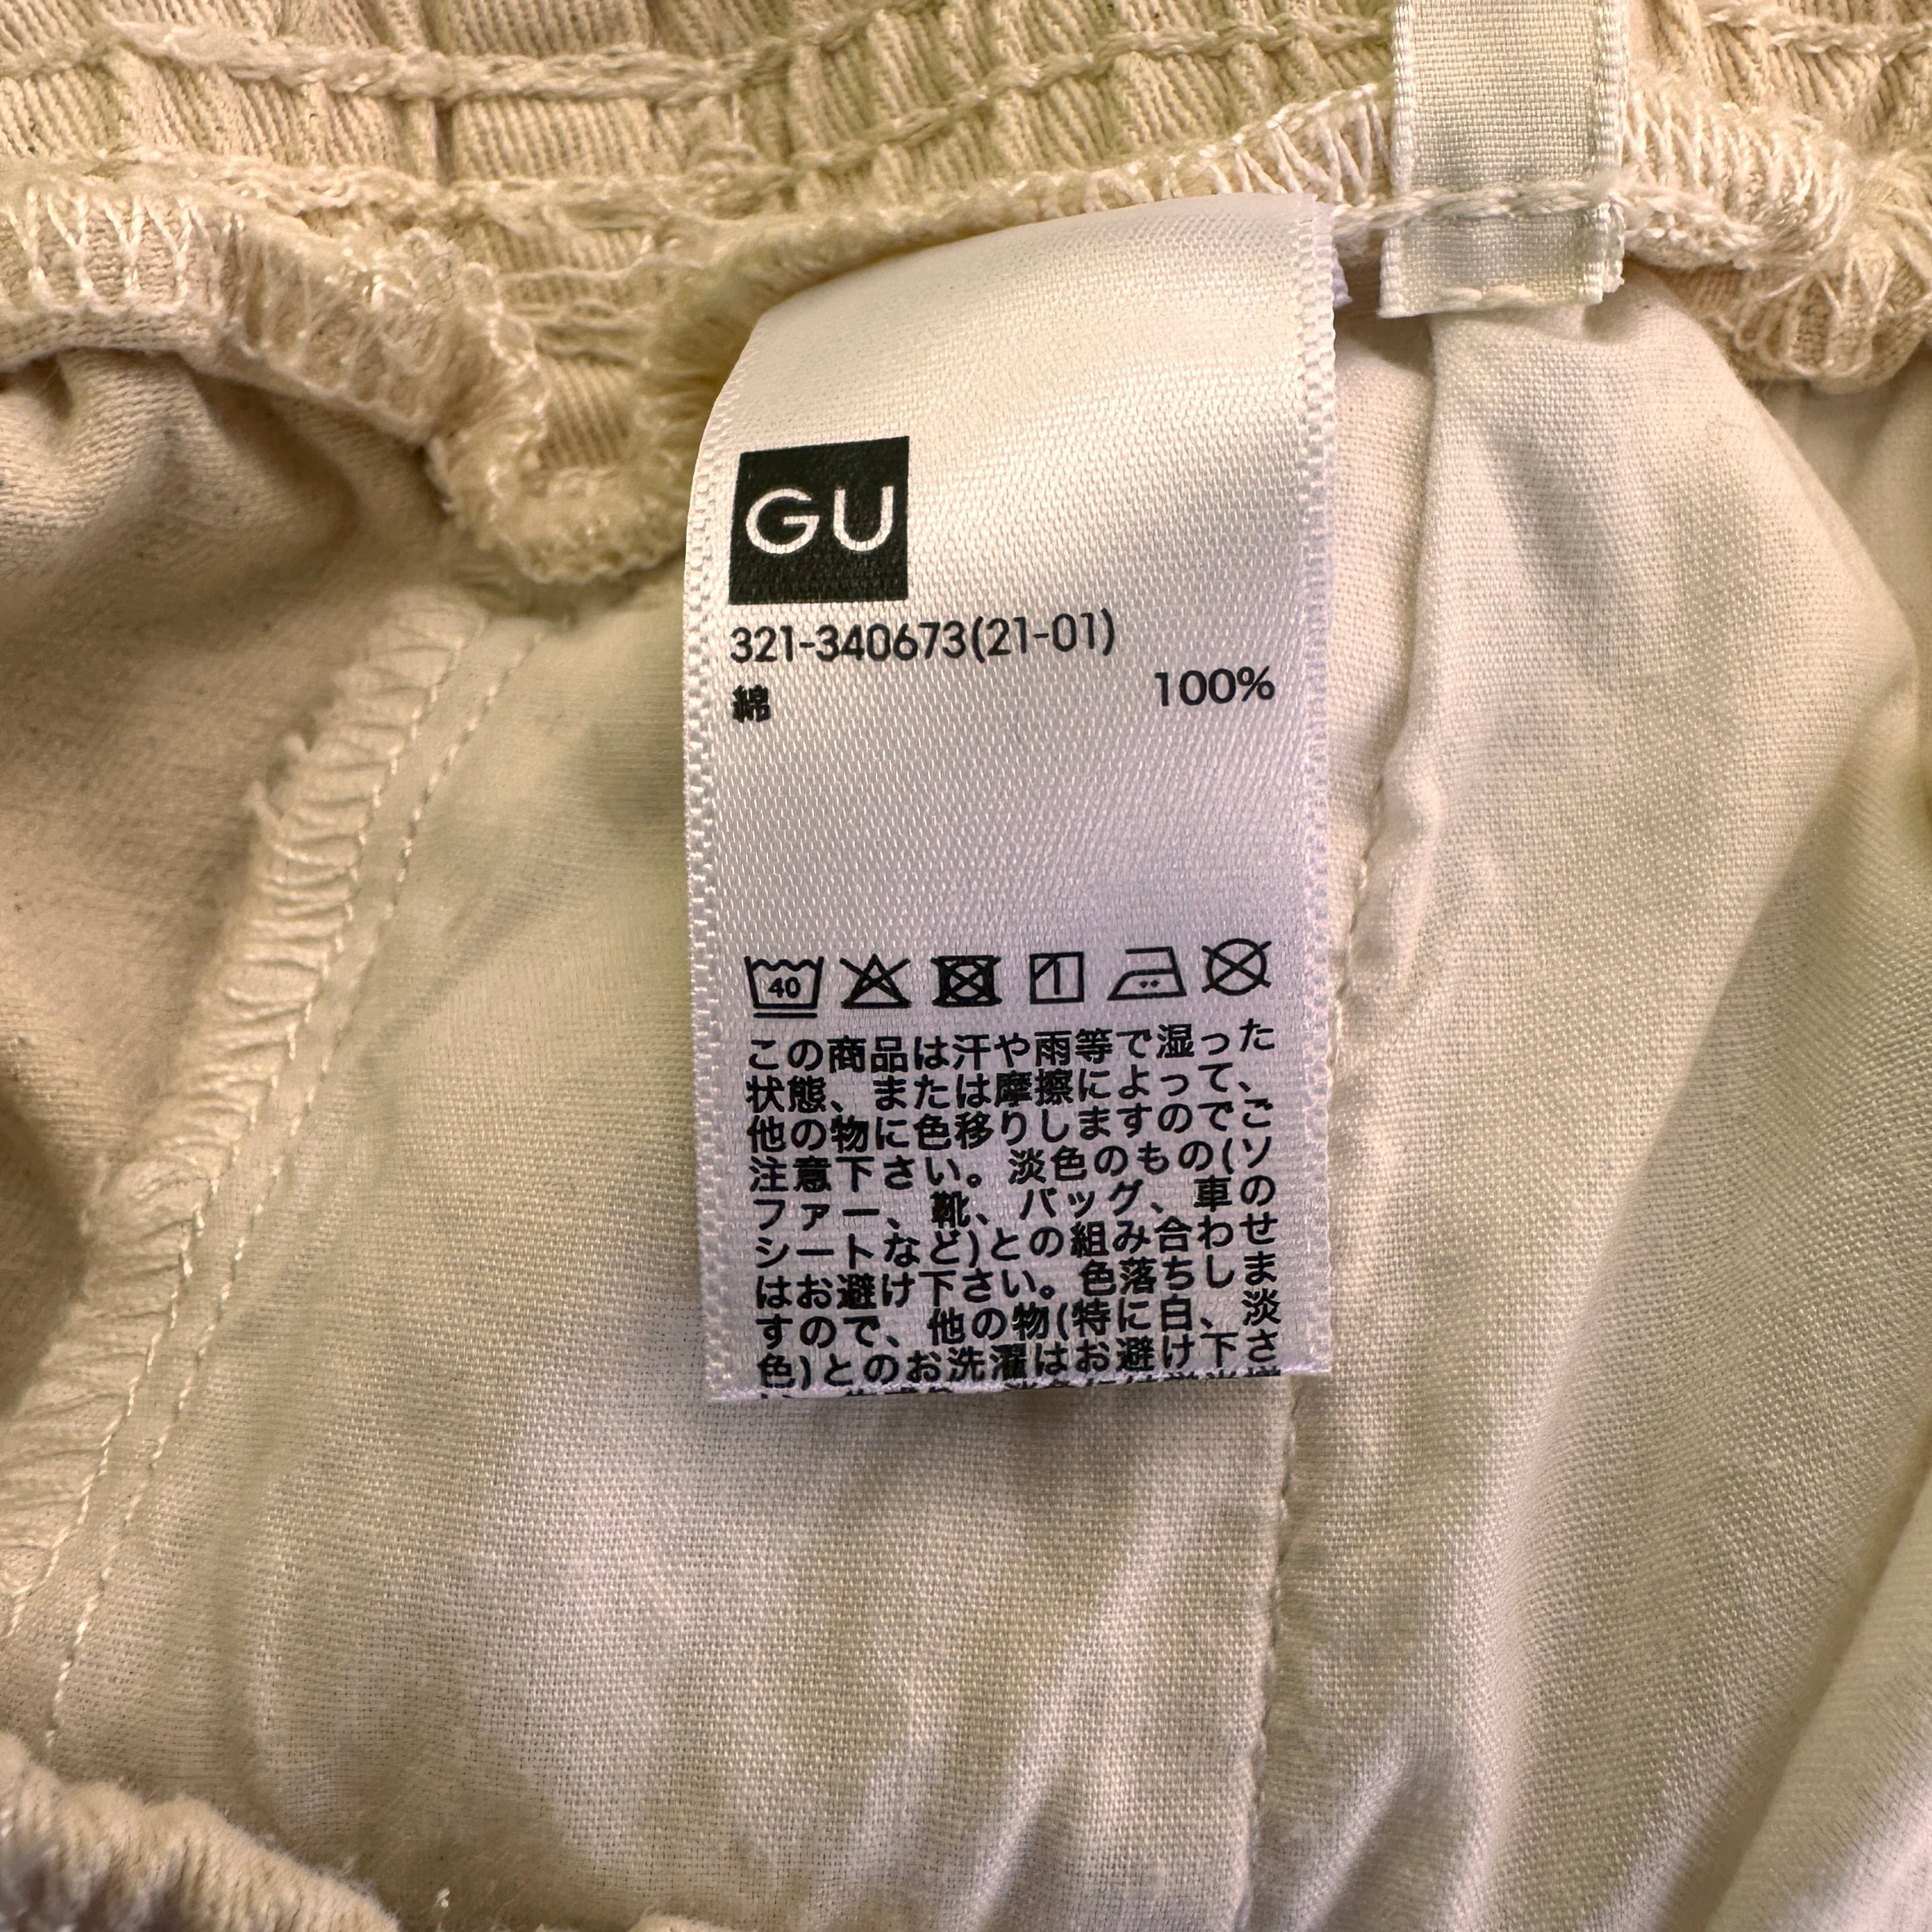 GU
321-340673(21-01)
綿 100%
40
この商品は汗や雨等で湿った
状態、または摩擦によって、
他の物に色移りしますのでご
注意下さい。淡色のもの(ソ
ファー、靴、バッグ、車の
シートなど)との組み合わせ
はお避け下さい。色落ちしま
すので、他の物(特に白、淡
色)とのお洗濯はお避け下さ